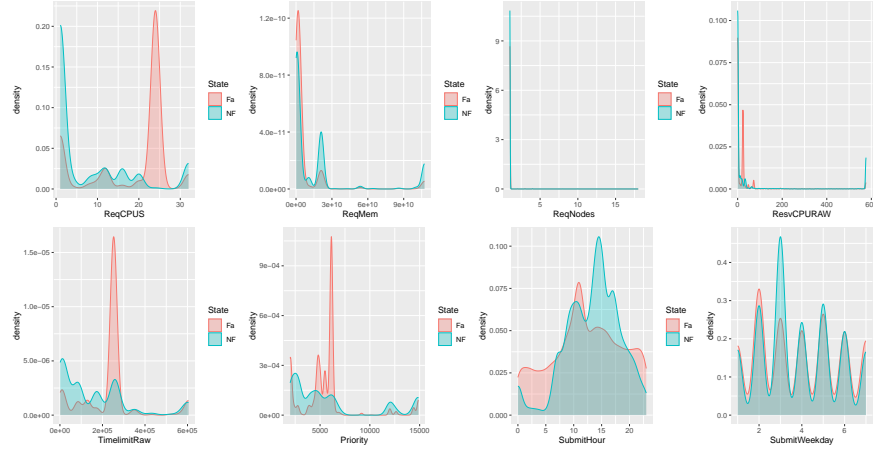 0.20
0.15
0.10
0.05
0.00
density
0 10 20 30
ReqCPUS
State
Fa
NF
1.2e-10
8.0e-11
4.0e-11
0.0e+00
density
0e+00 3e+10 6e+10 9e+10
ReqMem
State
Fa
NF
9
6
3
0
density
5 10 15
ReqNodes
State
Fa
NF
0.100
0.075
0.050
0.025
0.000
density
0 200 400 600
ResvCPURAW
State
Fa
NF
1.5e-05
1.0e-05
5.0e-06
0.0e+00
density
0e+00 2e+05 4e+05 6e+05
TimelimitRaw
State
Fa
NF
9e-04
6e-04
3e-04
0e+00
density
5000 10000 15000
Priority
State
Fa
NF
0.100
0.075
0.050
0.025
0.000
density
0 5 10 15 20
SubmitHour
State
Fa
NF
0.4
0.3
0.2
0.1
0.0
density
2 4 6
SubmitWeekday
State
Fa
NF